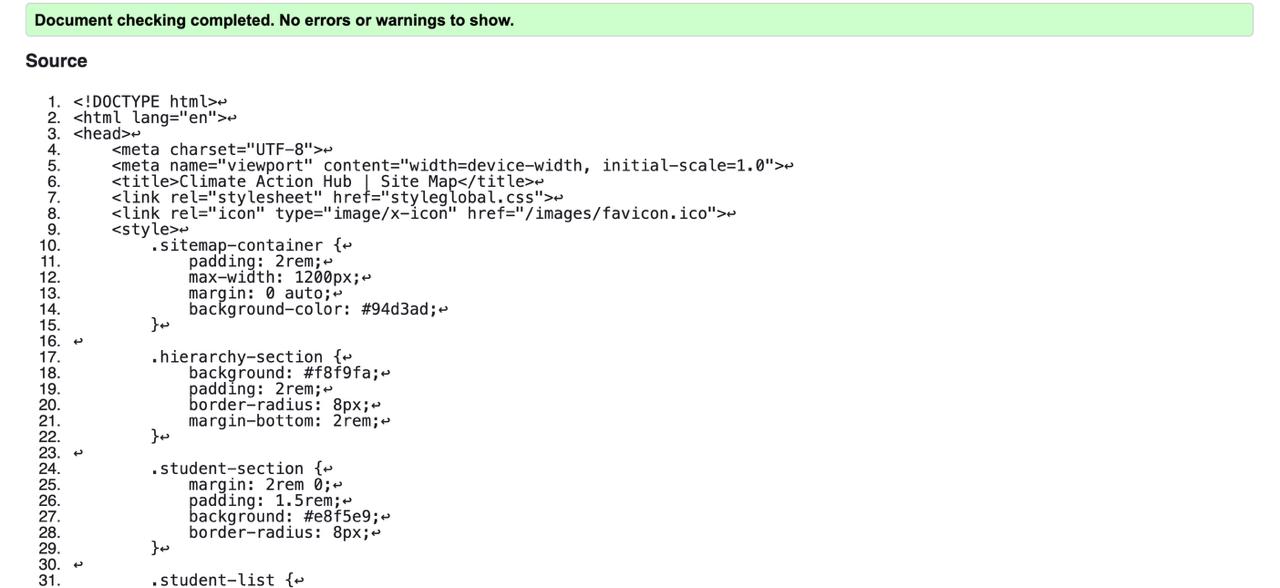 Document checking completed. No errors or warnings to show.
Source
1. <!DOCTYPE html>↩
2. <html lang="en">↩
3. <head>↩
4.     <meta charset="UTF-8">↩
5.     <meta name="viewport" content="width=device-width, initial-scale=1.0">↩
6.     <title>Climate Action Hub | Site Map</title>↩
7.     <link rel="stylesheet" href="styleglobal.css">↩
8.     <link rel="icon" type="image/x-icon" href="/images/favicon.ico">↩
9.     <style>↩
10.         .sitemap-container {↩
11.             padding: 2rem;↩
12.             max-width: 1200px;↩
13.             margin: 0 auto;↩
14.             background-color: #94d3ad;↩
15.         }↩
16. ↩
17.         .hierarchy-section {↩
18.             background: #f8f9fa;↩
19.             padding: 2rem;↩
20.             border-radius: 8px;↩
21.             margin-bottom: 2rem;↩
22.         }↩
23. ↩
24.         .student-section {↩
25.             margin: 2rem 0;↩
26.             padding: 1.5rem;↩
27.             background: #e8f5e9;↩
28.             border-radius: 8px;↩
29.         }↩
30. ↩
31.         .student-list {↩